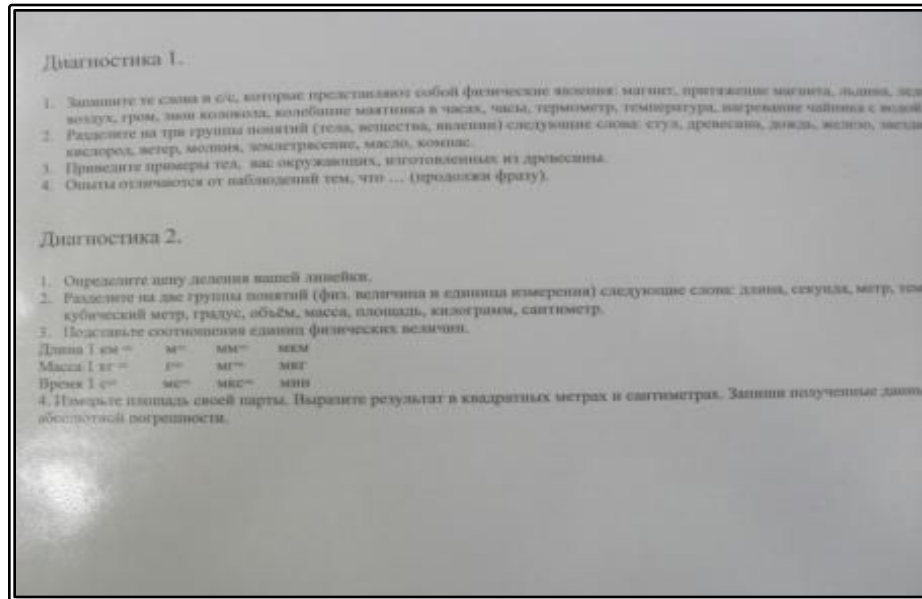 Диагностика 1.
1. Запишите те слова и с/с, которые представляют собой физические явления: магнит, притяжение магнита, льдина,
воздух, гром, звон колокола, колебание маятника в часах, часы, термометр, температура, нагревание чайника с водой
2. Разделите на три группы понятий (тела, вещества, явления) следующие слова: стул, древесина, дождь, железо, звезда
кислород, ветер, молния, землетрясение, масло, компас.
3. Приведите примеры тел, вас окружающих, изготовленных из древесины.
4. Опыты отличаются от наблюдений тем, что … (продолжи фразу).
Диагностика 2.
1. Определите цену деления вашей линейки.
2. Разделите на две группы понятий (физ. величина и единица измерения) следующие слова: длина, секунда, метр, тем
кубический метр, градус, объём, масса, площадь, килограмм, сантиметр.
3. Подставьте соотношения единиц физических величин.
Длина 1 км = м= мм= мкм
Масса 1 кг = г= мг= мкг
Время 1 с= мс= мкс= мин
4. Измерьте площадь своей парты. Выразите результат в квадратных метрах и сантиметрах. Запиши полученные данные
абсолютной погрешности.